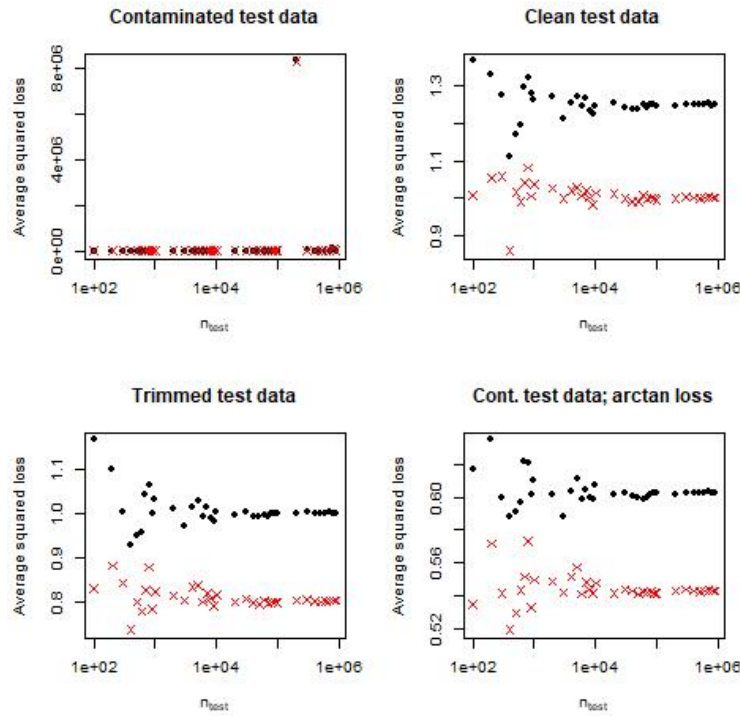 Contaminated test data
Average squared loss
0e+00 4e+06 8e+06
1e+02 1e+04 1e+06
n_test
Clean test data
Average squared loss
0.9 1.1 1.3
1e+02 1e+04 1e+06
n_test
Trimmed test data
Average squared loss
0.8 0.9 1.0 1.1
1e+02 1e+04 1e+06
n_test
Cont. test data; arctan loss
Average squared loss
0.52 0.56 0.60
1e+02 1e+04 1e+06
n_test